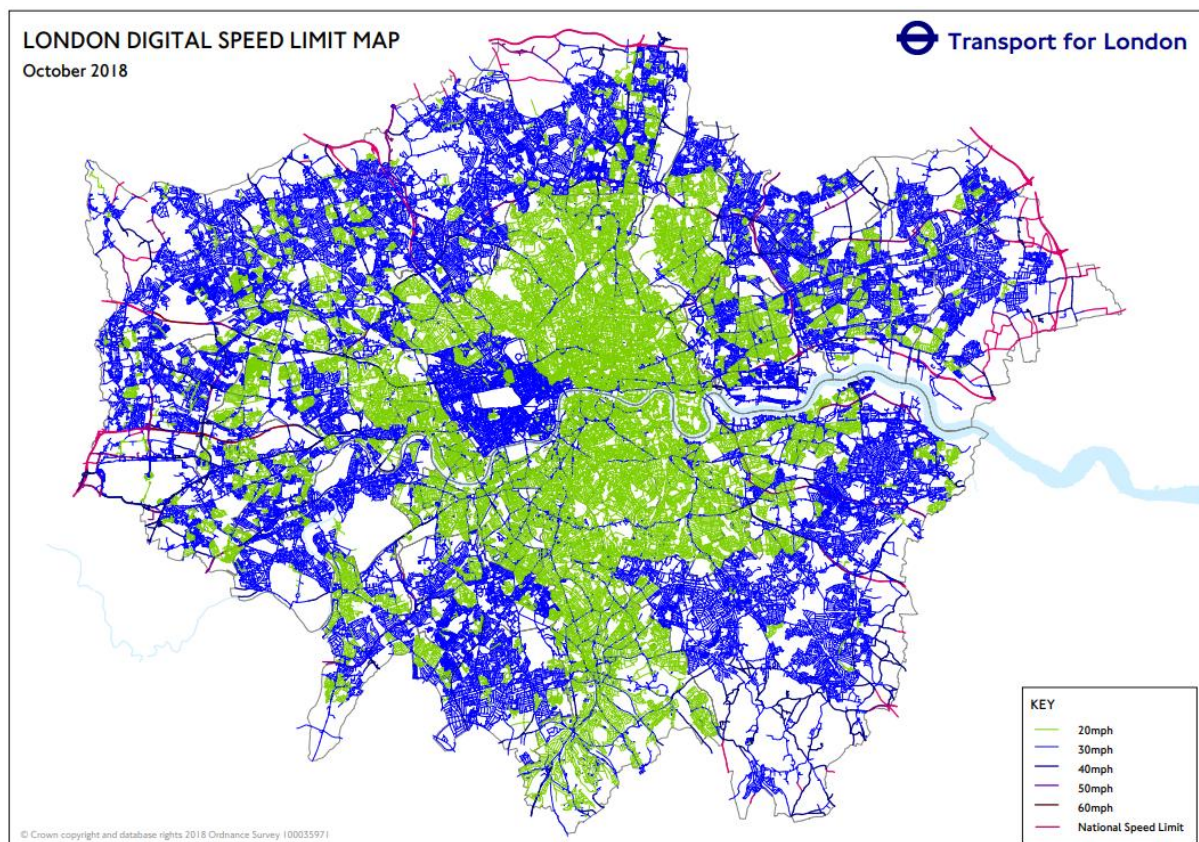 LONDON DIGITAL SPEED LIMIT MAP
October 2018
Transport for London
KEY
20mph
30mph
40mph
50mph
60mph
National Speed Limit
© Crown copyright and database rights 2018 Ordnance Survey 100035971